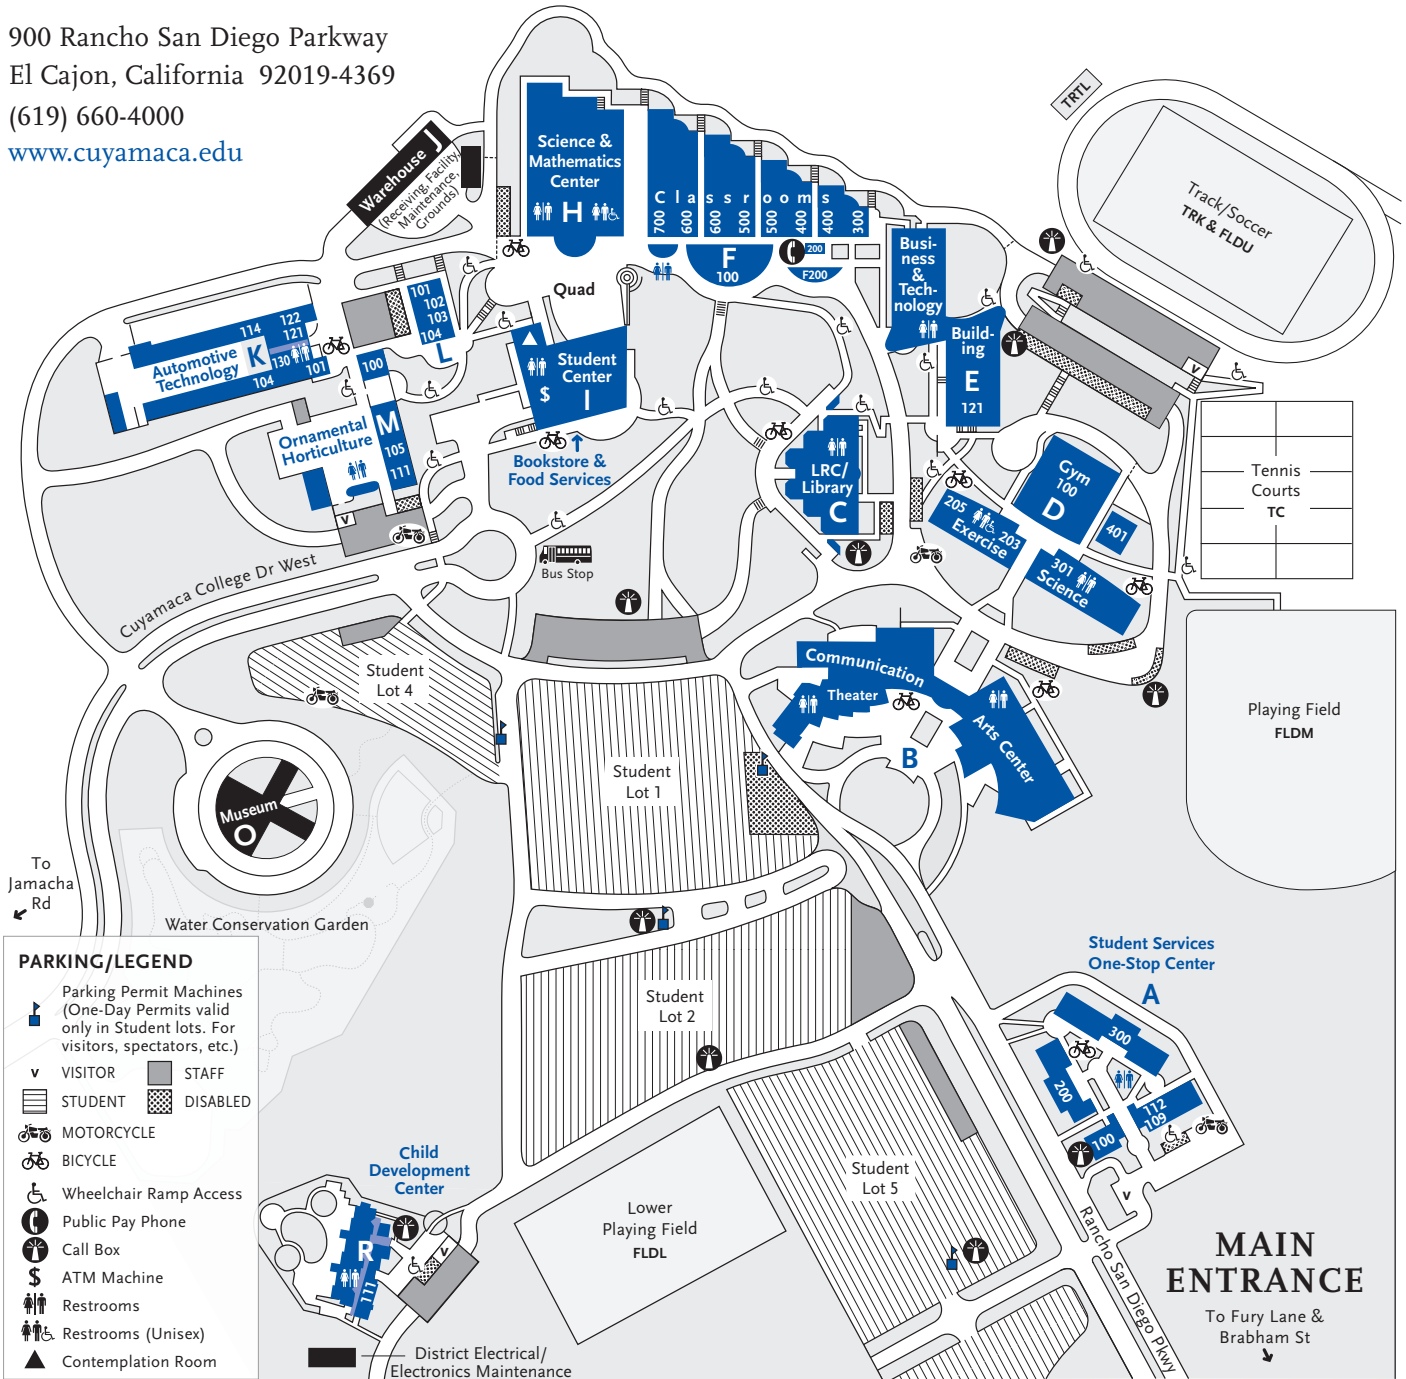 900 Rancho San Diego Parkway
El Cajon, California 92019-4369
(619) 660-4000
www.cuyamaca.edu
TRTL
Track/Soccer
TRK & FLDU
Warehouse J
(Receiving, Facility,
Maintenance,
Grounds)
Science &
Mathematics
Center
H
Classrooms
700
600
600
500
500
400
400
300
F
100
200
F200
Quad
Busi-
ness
&
Tech-
nology
Build-
ing
E
121
101
102
103
104
L
114
122
121
Automotive
Technology
K
130
101
104
100
M
Ornamental
Horticulture
105
111
V
Student
Center
I
$
Bookstore &
Food Services
LRC/
Library
C
Gym
100
D
401
205
203
Exercise
301
Science
V
Tennis
Courts
TC
Bus Stop
Cuyamaca College Dr West
Student
Lot 4
Communication
Theater
Arts Center
B
Playing Field
FLDM
Student
Lot 1
Museum
O
To
Jamacha
Rd
Water Conservation Garden
Student
Lot 2
Student Services
One-Stop Center
A
300
200
112
109
100
V
Student
Lot 5
Rancho San Diego Pkwy
MAIN
ENTRANCE
To Fury Lane &
Brabham St
Child
Development
Center
R
111
V
Lower
Playing Field
FLDL
District Electrical/
Electronics Maintenance
PARKING/LEGEND
Parking Permit Machines
(One-Day Permits valid
only in Student lots. For
visitors, spectators, etc.)
V VISITOR
STAFF
STUDENT
DISABLED
MOTORCYCLE
BICYCLE
Wheelchair Ramp Access
Public Pay Phone
Call Box
$ ATM Machine
Restrooms
Restrooms (Unisex)
Contemplation Room